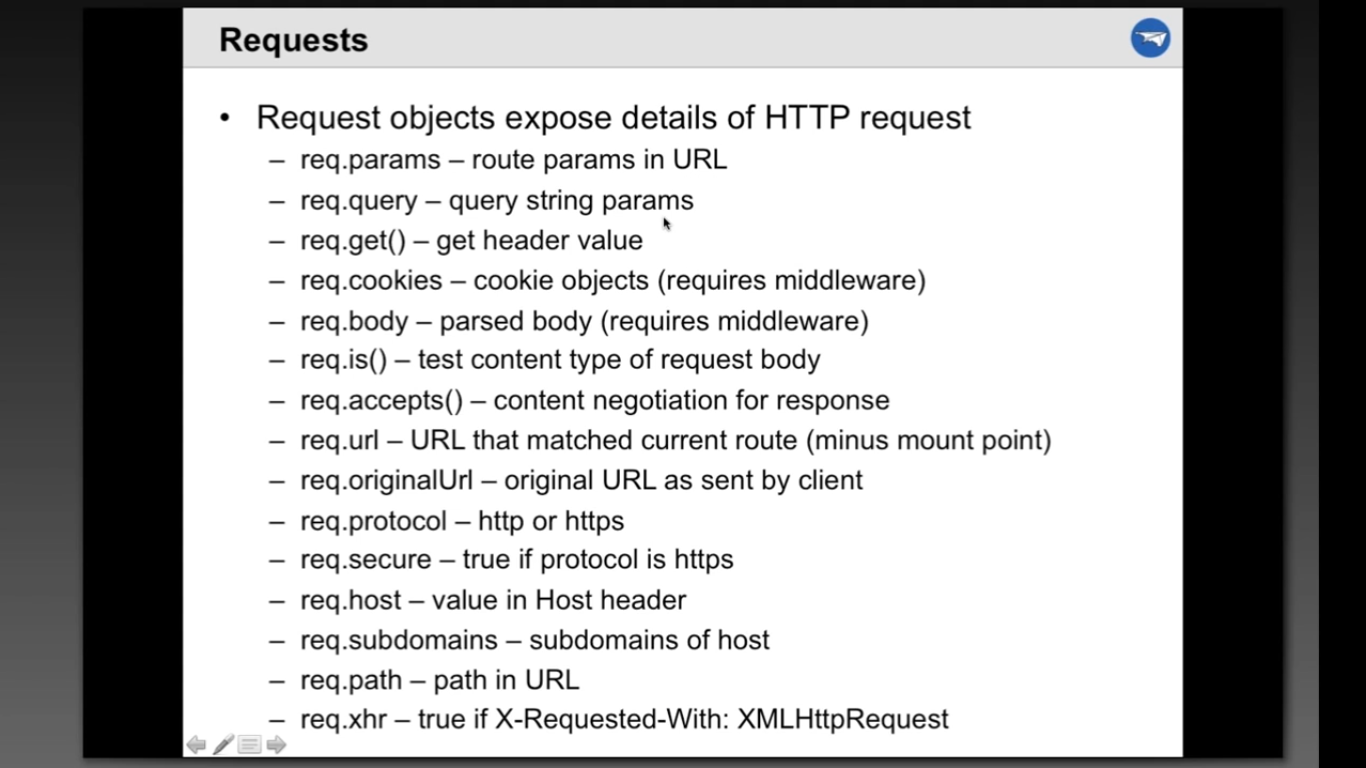 Requests
• Request objects expose details of HTTP request
– req.params – route params in URL
– req.query – query string params
– req.get() – get header value
– req.cookies – cookie objects (requires middleware)
– req.body – parsed body (requires middleware)
– req.is() – test content type of request body
– req.accepts() – content negotiation for response
– req.url – URL that matched current route (minus mount point)
– req.originalUrl – original URL as sent by client
– req.protocol – http or https
– req.secure – true if protocol is https
– req.host – value in Host header
– req.subdomains – subdomains of host
– req.path – path in URL
– req.xhr – true if X-Requested-With: XMLHttpRequest